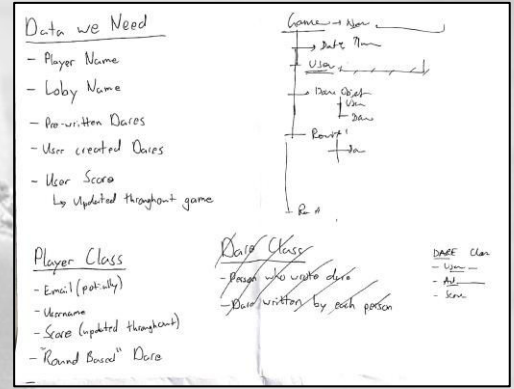 Data we Need
- Player Name
- Loby Name
- Pre-written Dares
- User created Dares
- User Score
↳ Updated throughout game
Game →
→ Date
User
→ Dare Object
User
Dare
Round 1
Player Class
- Email (potially)
- Username
- Score (updated throughout)
- "Round Based" Dare
Dare Class
- Person who wrote dare
- Dare written by each person
DARE Class
- User